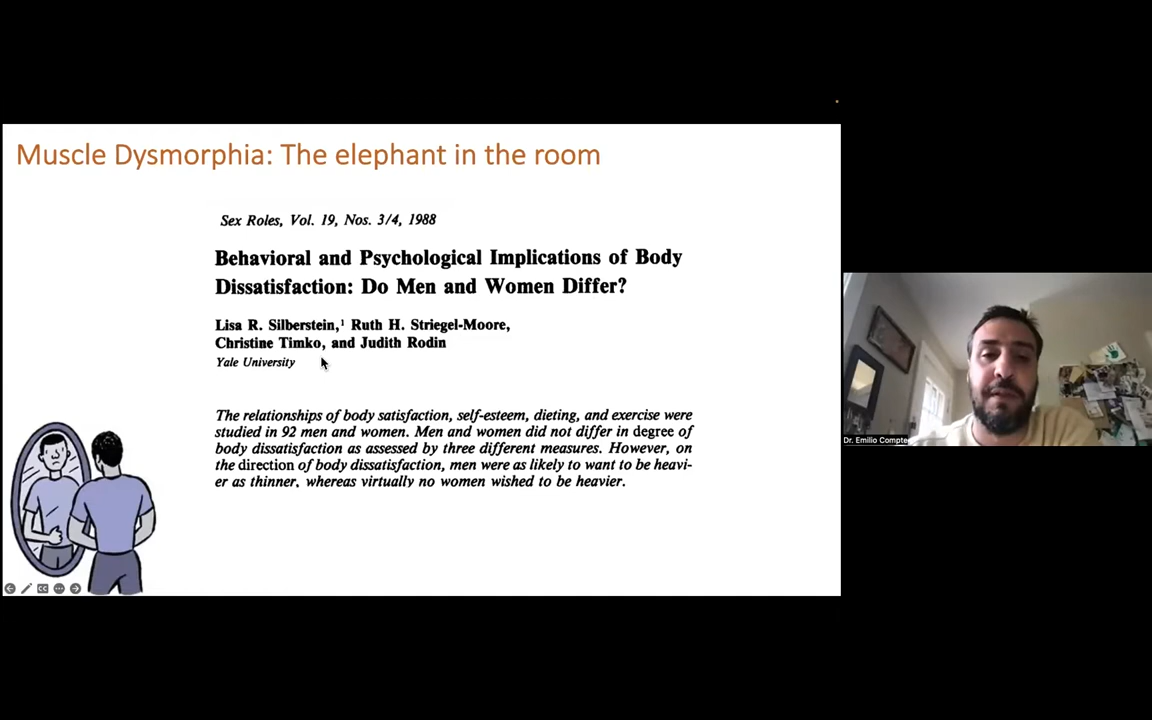 Muscle Dysmorphia: The elephant in the room
Sex Roles, Vol. 19, Nos. 3/4, 1988
Behavioral and Psychological Implications of Body
Dissatisfaction: Do Men and Women Differ?
Lisa R. Silberstein,¹ Ruth H. Striegel-Moore,
Christine Timko, and Judith Rodin
Yale University
The relationships of body satisfaction, self-esteem, dieting, and exercise were
studied in 92 men and women. Men and women did not differ in degree of
body dissatisfaction as assessed by three different measures. However, on
the direction of body dissatisfaction, men were as likely to want to be heavi-
er as thinner, whereas virtually no women wished to be heavier.
Dr. Emilio Compte